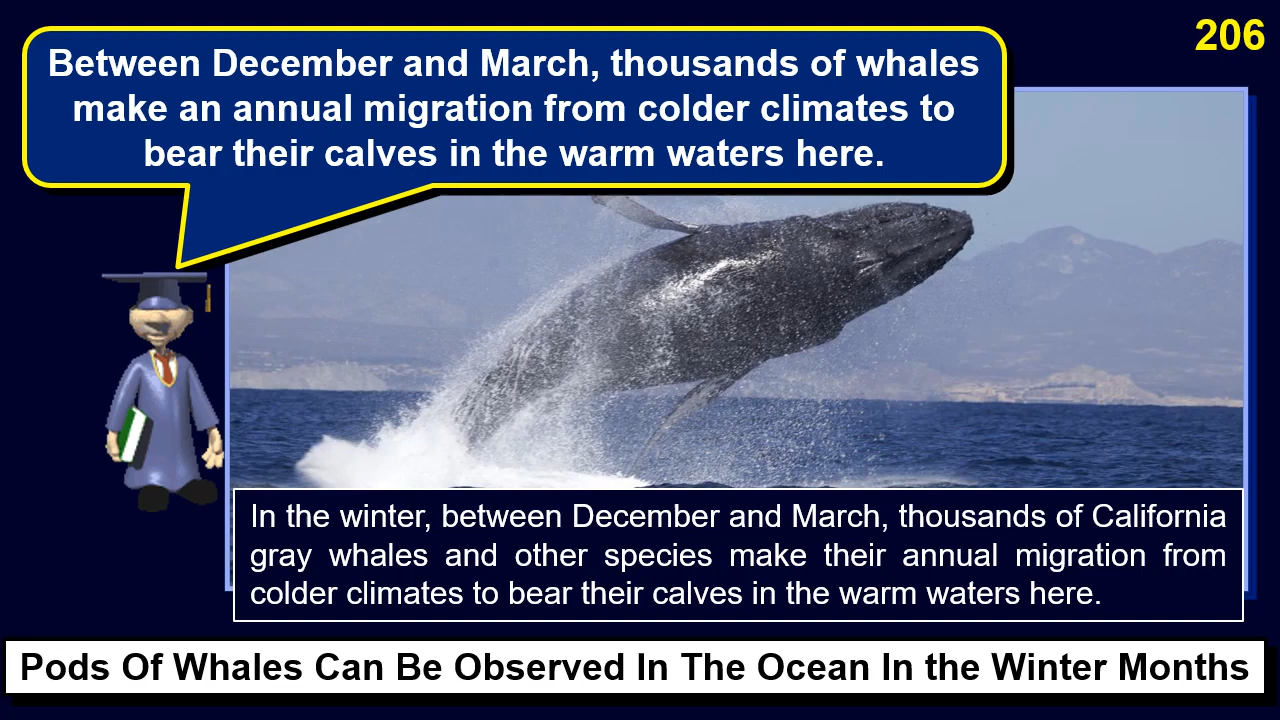 206
Between December and March, thousands of whales
make an annual migration from colder climates to
bear their calves in the warm waters here.
In the winter, between December and March, thousands of California
gray whales and other species make their annual migration from
colder climates to bear their calves in the warm waters here.
Pods Of Whales Can Be Observed In The Ocean In the Winter Months